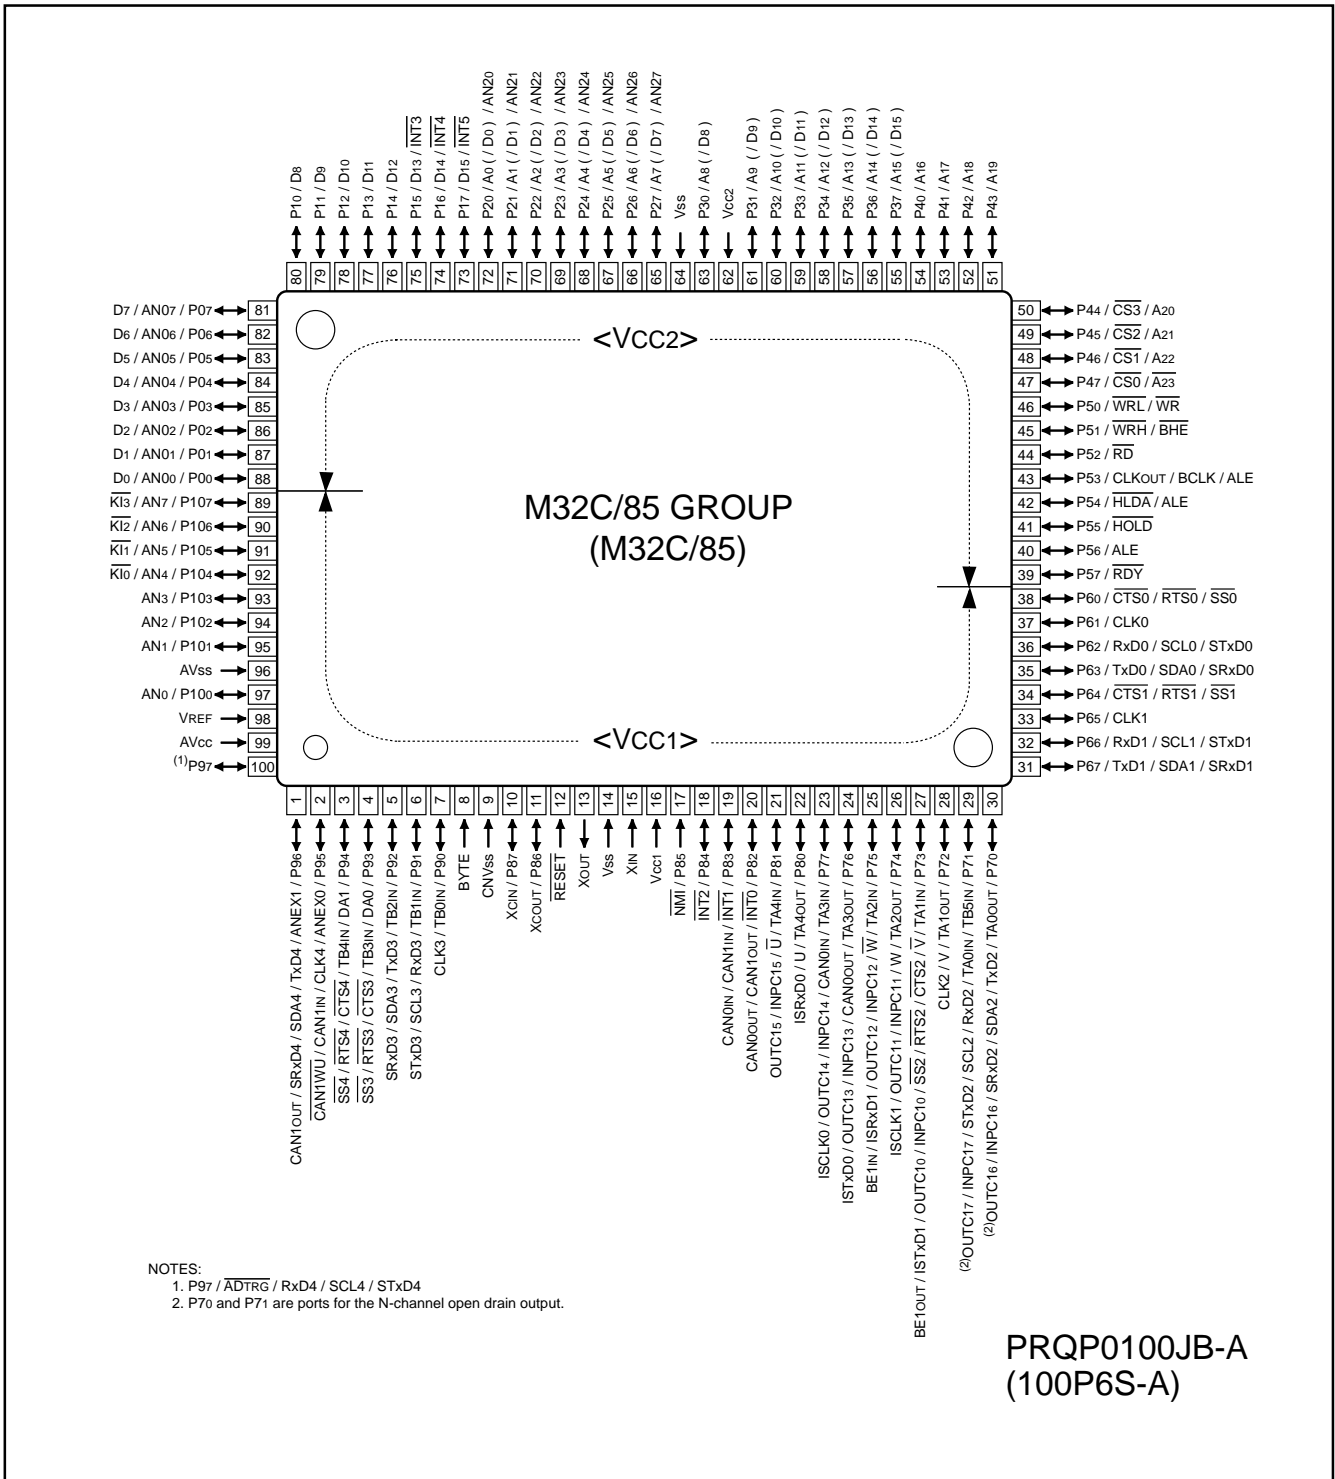 P10 / D8
P11 / D9
P12 / D10
P13 / D11
P14 / D12
P15 / D13 / INT3
P16 / D14 / INT4
P17 / D15 / INT5
P20 / A0 ( / D0 ) / AN20
P21 / A1 ( / D1 ) / AN21
P22 / A2 ( / D2 ) / AN22
P23 / A3 ( / D3 ) / AN23
P24 / A4 ( / D4 ) / AN24
P25 / A5 ( / D5 ) / AN25
P26 / A6 ( / D6 ) / AN26
P27 / A7 ( / D7 ) / AN27
Vss
P30 / A8 ( / D8 )
Vcc2
P31 / A9 ( / D9 )
P32 / A10 ( / D10 )
P33 / A11 ( / D11 )
P34 / A12 ( / D12 )
P35 / A13 ( / D13 )
P36 / A14 ( / D14 )
P37 / A15 ( / D15 )
P40 / A16
P41 / A17
P42 / A18
P43 / A19
80 79 78 77 76 75 74 73 72 71 70 69 68 67 66 65 64 63 62 61 60 59 58 57 56 55 54 53 52 51
D7 / AN07 / P07 81
D6 / AN06 / P06 82
D5 / AN05 / P05 83
D4 / AN04 / P04 84
D3 / AN03 / P03 85
D2 / AN02 / P02 86
D1 / AN01 / P01 87
D0 / AN00 / P00 88
KI3 / AN7 / P107 89
KI2 / AN6 / P106 90
KI1 / AN5 / P105 91
KI0 / AN4 / P104 92
AN3 / P103 93
AN2 / P102 94
AN1 / P101 95
AVss 96
AN0 / P100 97
VREF 98
AVcc 99
(1)P97 100
<VCC2>
M32C/85 GROUP
(M32C/85)
<VCC1>
50 P44 / CS3 / A20
49 P45 / CS2 / A21
48 P46 / CS1 / A22
47 P47 / CS0 / A23
46 P50 / WRL / WR
45 P51 / WRH / BHE
44 P52 / RD
43 P53 / CLKOUT / BCLK / ALE
42 P54 / HLDA / ALE
41 P55 / HOLD
40 P56 / ALE
39 P57 / RDY
38 P60 / CTS0 / RTS0 / SS0
37 P61 / CLK0
36 P62 / RxD0 / SCL0 / STxD0
35 P63 / TxD0 / SDA0 / SRxD0
34 P64 / CTS1 / RTS1 / SS1
33 P65 / CLK1
32 P66 / RxD1 / SCL1 / STxD1
31 P67 / TxD1 / SDA1 / SRxD1
1 2 3 4 5 6 7 8 9 10 11 12 13 14 15 16 17 18 19 20 21 22 23 24 25 26 27 28 29 30
CAN1OUT / SRxD4 / SDA4 / TxD4 / ANEX1 / P96
CAN1WU / CAN1IN / CLK4 / ANEX0 / P95
SS4 / RTS4 / CTS4 / TB4IN / DA1 / P94
SS3 / RTS3 / CTS3 / TB3IN / DA0 / P93
SRxD3 / SDA3 / TxD3 / TB2IN / P92
STxD3 / SCL3 / RxD3 / TB1IN / P91
CLK3 / TB0IN / P90
BYTE
CNVss
XCIN / P87
XCOUT / P86
RESET
XOUT
Vss
XIN
Vcc1
NMI / P85
INT2 / P84
CAN0IN / CAN1IN / INT1 / P83
CAN0OUT / CAN1OUT / INT0 / P82
OUTC15 / INPC15 / U / TA4IN / P81
ISRxD0 / U / TA4OUT / P80
ISCLK0 / OUTC14 / INPC14 / CAN0IN / TA3IN / P77
ISTxD0 / OUTC13 / INPC13 / CAN0OUT / TA3OUT / P76
BE1IN / ISRxD1 / OUTC12 / INPC12 / W / TA2IN / P75
ISCLK1 / OUTC11 / INPC11 / W / TA2OUT / P74
BE1OUT / ISTxD1 / OUTC10 / INPC10 / SS2 / RTS2 / CTS2 / V / TA1IN / P73
CLK2 / V / TA1OUT / P72
(2)OUTC17 / INPC17 / STxD2 / SCL2 / RxD2 / TA0IN / TB5IN / P71
(2)OUTC16 / INPC16 / SRxD2 / SDA2 / TxD2 / TA0OUT / P70
NOTES:
1. P97 / ADTRG / RxD4 / SCL4 / STxD4
2. P70 and P71 are ports for the N-channel open drain output.
PRQP0100JB-A
(100P6S-A)